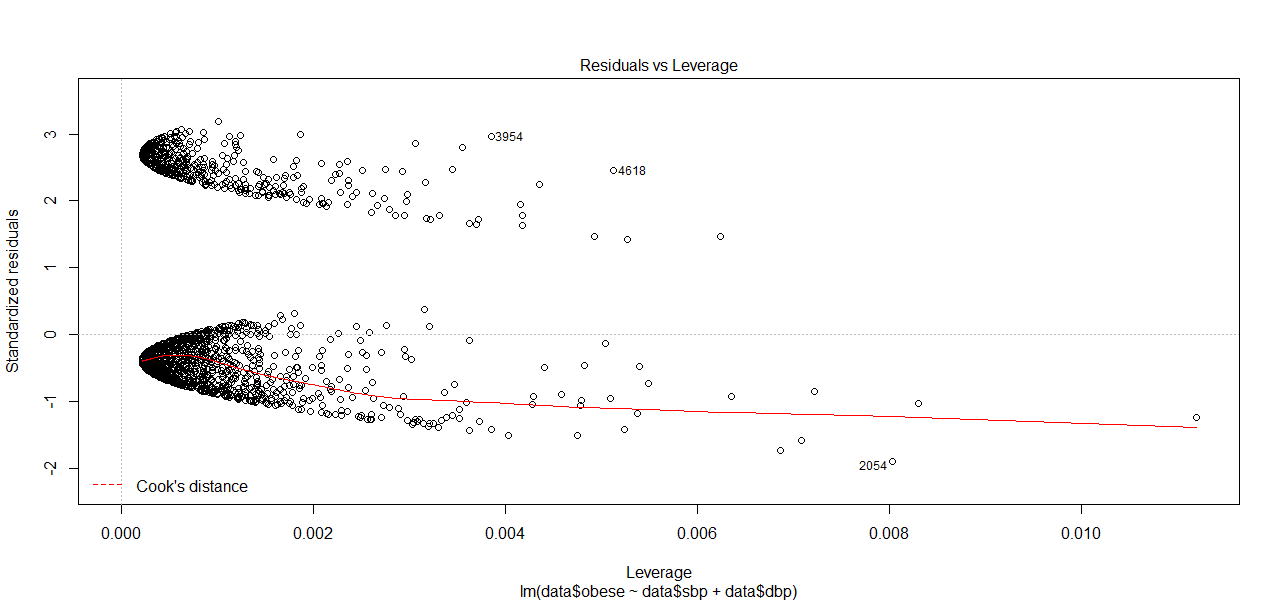 Residuals vs Leverage
3
2
1
0
-1
-2
Standardized residuals
3954
4618
2054
Cook's distance
0.000 0.002 0.004 0.006 0.008 0.010
Leverage
lm(data$obese ~ data$sbp + data$dbp)